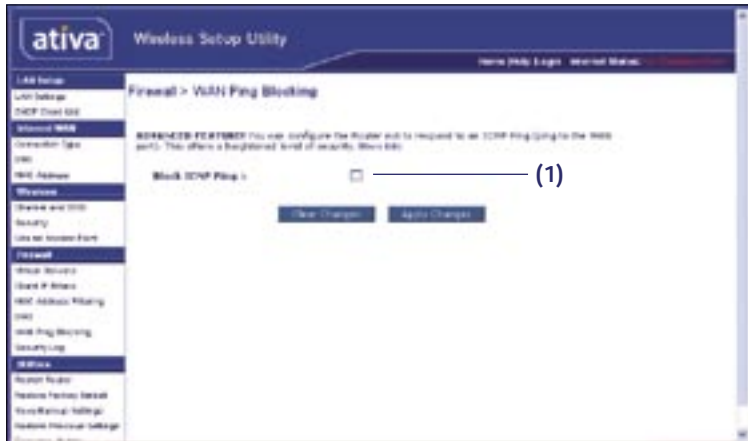 ativa
Wireless Setup Utility
Home Help Logout Internet Status:
LAN Setup
LAN Settings
DHCP Client List
Internet WAN
Connection Type
DNS
MAC Address
Wireless
Channel and SSID
Security
Use as Access Point
Firewall
Virtual Servers
Client IP Filters
MAC Address Filtering
DMZ
WAN Ping Blocking
Security Log
Utilities
Restart Router
Restore Factory Default
Save/Backup Settings
Restore Previous Settings
Firewall > WAN Ping Blocking
ADVANCED FEATURE! You can configure the Router not to respond to an ICMP Ping (ping to the WAN
port). This offers a heightened level of security. More Info
Block ICMP Ping >
(1)
Clear Changes
Apply Changes